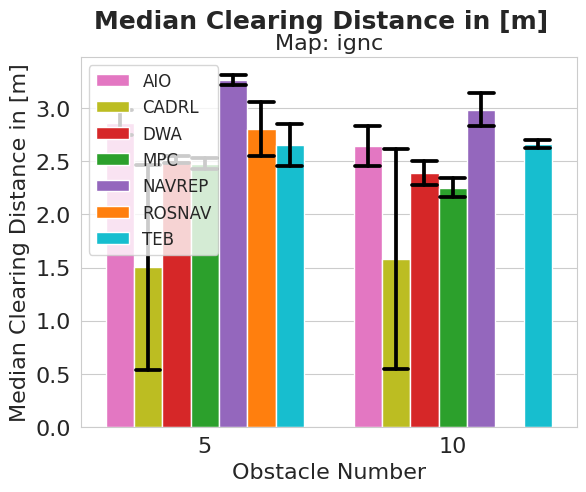 Median Clearing Distance in [m]
Map: ignc
Median Clearing Distance in [m]
3.0
2.5
2.0
1.5
1.0
0.5
0.0
AIO
CADRL
DWA
MPC
NAVREP
ROSNAV
TEB
5
10
Obstacle Number